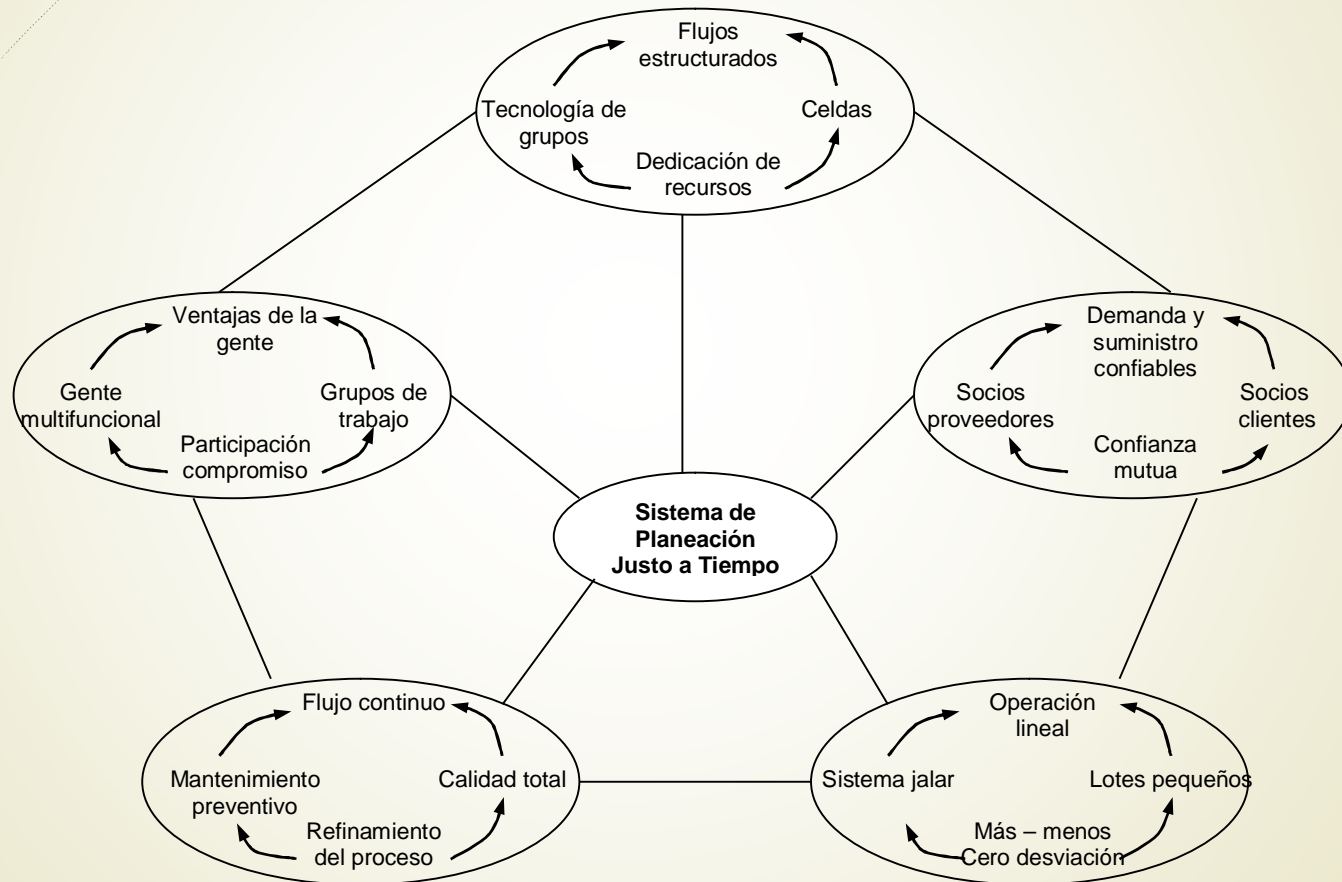 Flujos
estructurados
Tecnología de
grupos
Celdas
Dedicación de
recursos
Ventajas de la
gente
Gente
multifuncional
Grupos de
trabajo
Participación
compromiso
Demanda y
suministro
confiables
Socios
proveedores
Socios
clientes
Confianza
mutua
Sistema de
Planeación
Justo a Tiempo
Flujo continuo
Mantenimiento
preventivo
Calidad total
Refinamiento
del proceso
Operación
lineal
Sistema jalar
Lotes pequeños
Más – menos
Cero desviación